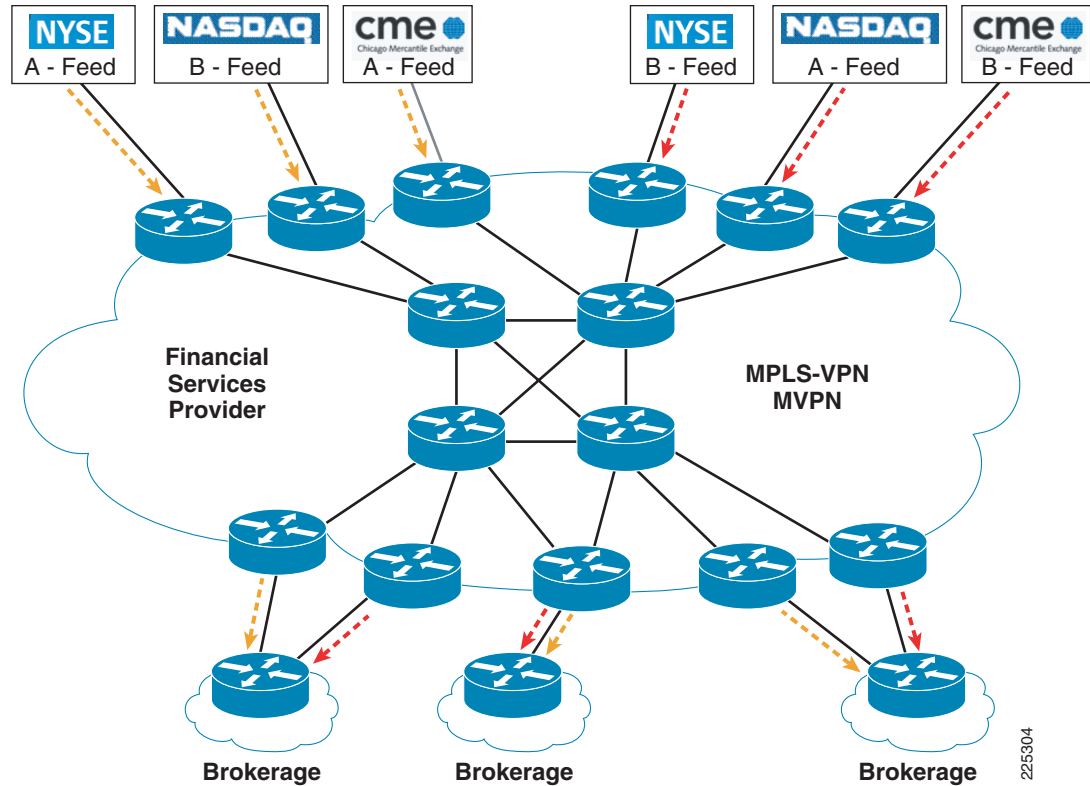 NYSE
A - Feed
NASDAQ
B - Feed
cme
Chicago Mercantile Exchange
A - Feed
NYSE
B - Feed
NASDAQ
A - Feed
cme
Chicago Mercantile Exchange
B - Feed
Financial
Services
Provider
MPLS-VPN
MVPN
Brokerage
Brokerage
Brokerage
225304